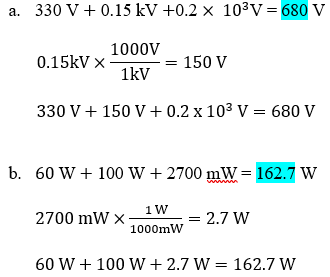 a. 330 V + 0.15 kV +0.2 × 10³V = 680 V
0.15kV × 1000V/1kV = 150 V
330 V + 150 V + 0.2 x 10³ V = 680 V
b. 60 W + 100 W + 2700 mW = 162.7 W
2700 mW × 1 W/1000mW = 2.7 W
60 W + 100 W + 2.7 W = 162.7 W